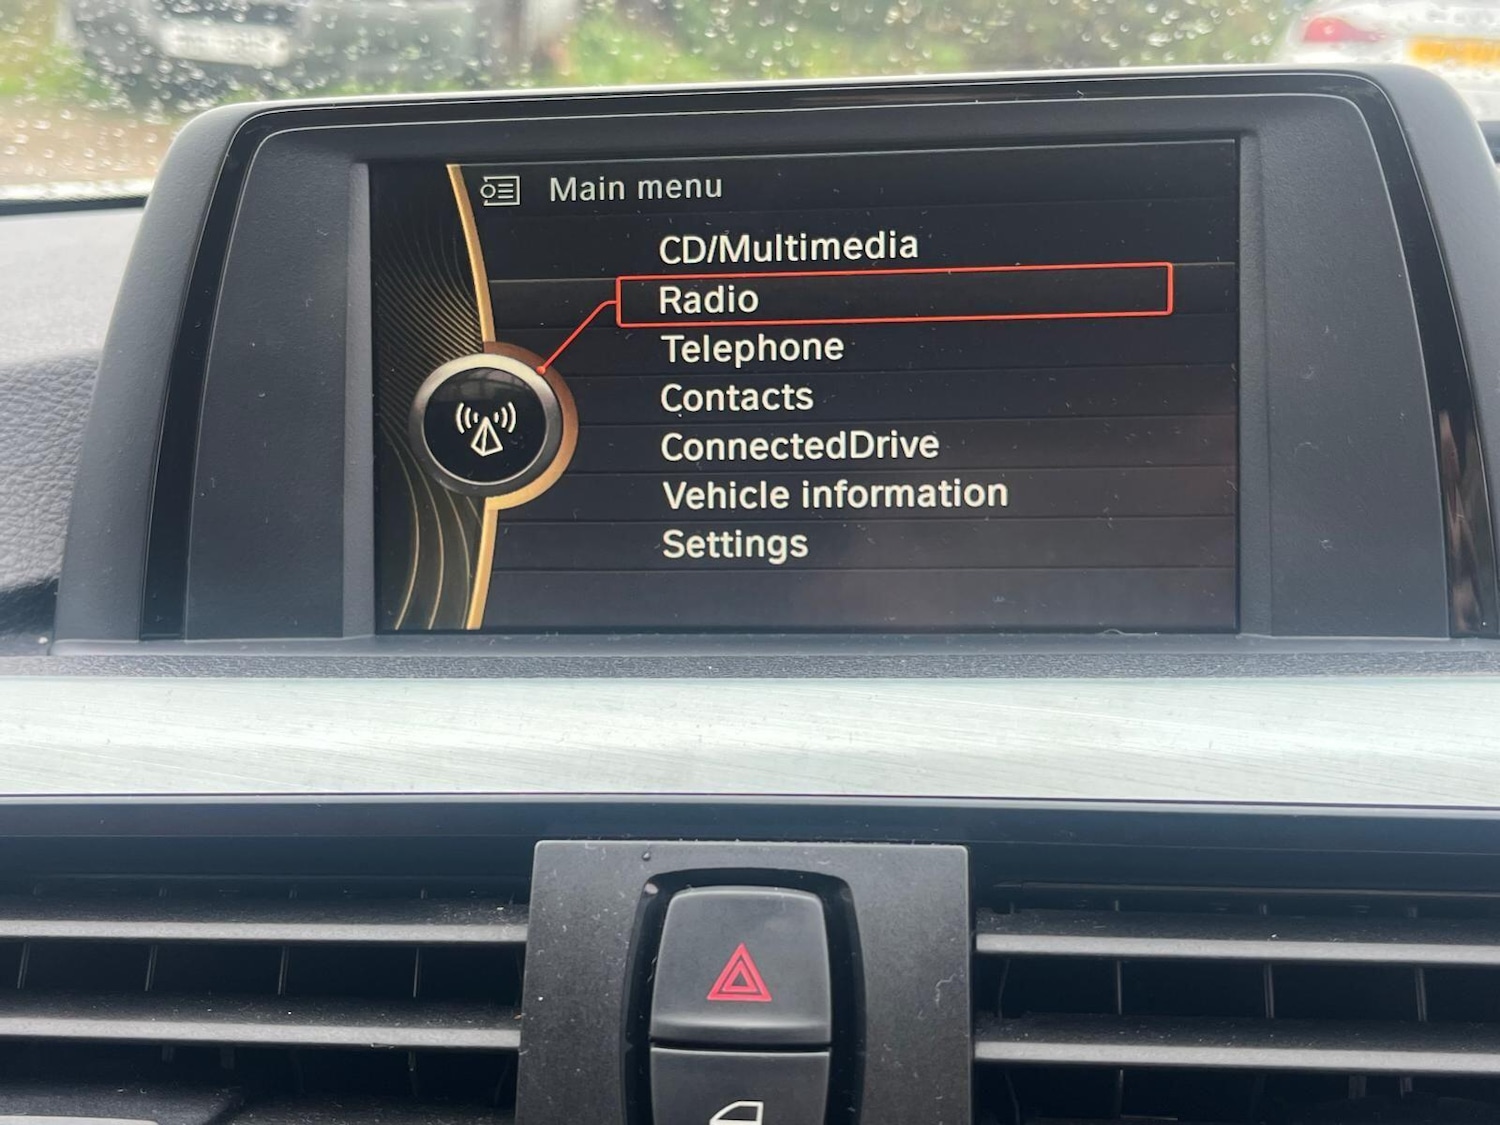 Main menu
CD/Multimedia
Radio
Telephone
Contacts
ConnectedDrive
Vehicle information
Settings